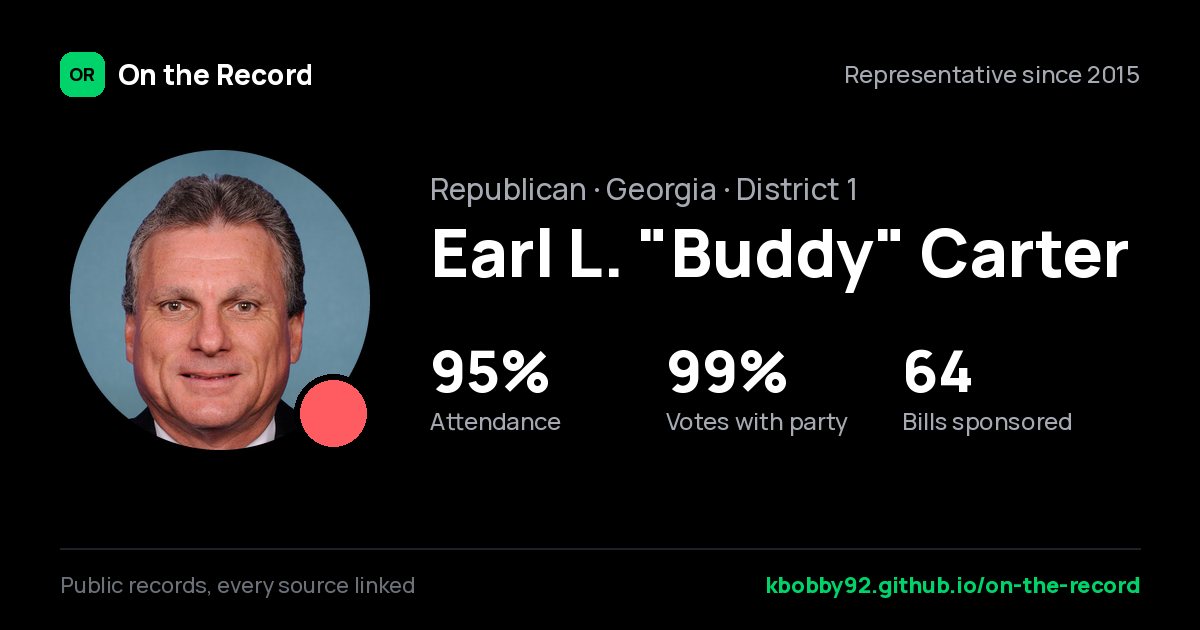 OR On the Record
Representative since 2015
Republican · Georgia · District 1
Earl L. "Buddy" Carter
95% 99% 64
Attendance Votes with party Bills sponsored
Public records, every source linked
kbobby92.github.io/on-the-record